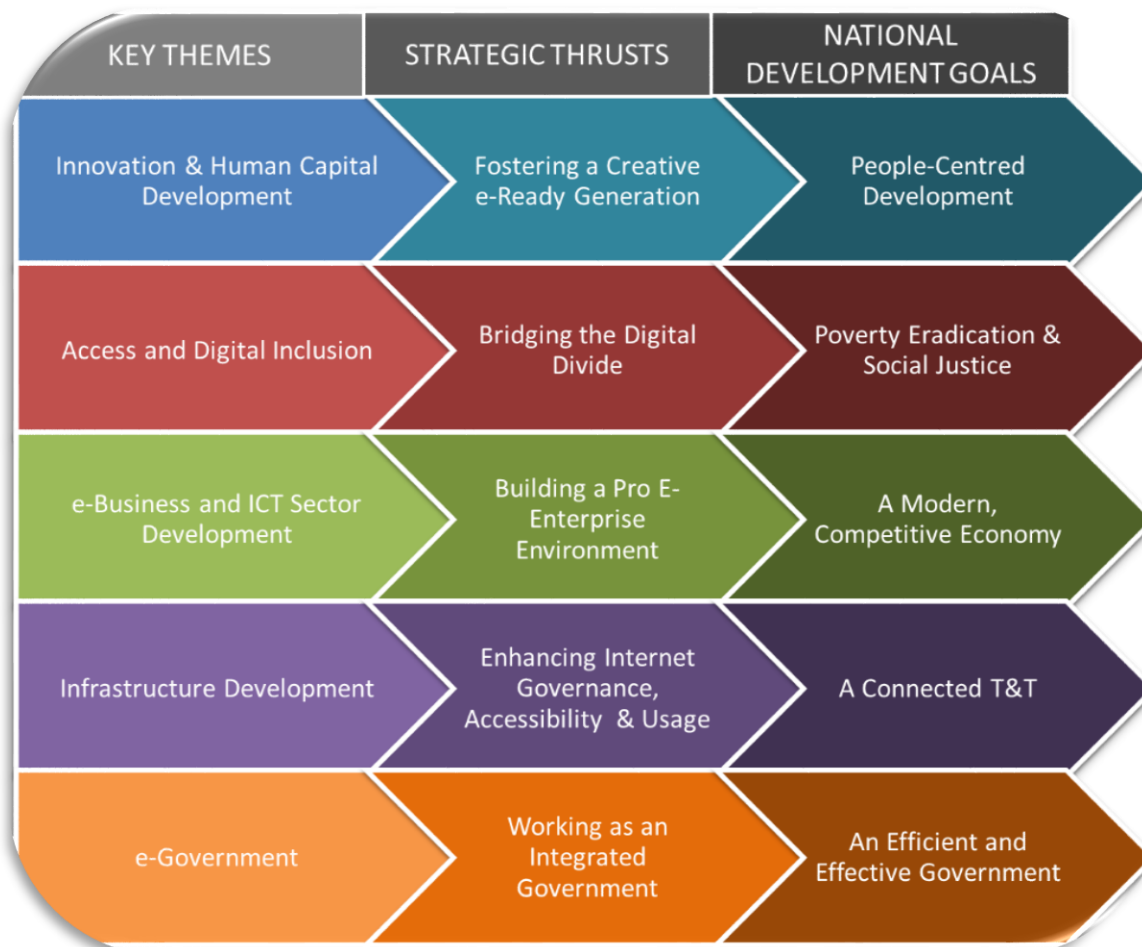 KEY THEMES
STRATEGIC THRUSTS
NATIONAL
DEVELOPMENT GOALS
Innovation & Human Capital
Development
Fostering a Creative
e-Ready Generation
People-Centred
Development
Access and Digital Inclusion
Bridging the Digital
Divide
Poverty Eradication &
Social Justice
e-Business and ICT Sector
Development
Building a Pro E-
Enterprise
Environment
A Modern,
Competitive Economy
Infrastructure Development
Enhancing Internet
Governance,
Accessibility & Usage
A Connected T&T
e-Government
Working as an
Integrated
Government
An Efficient and
Effective Government